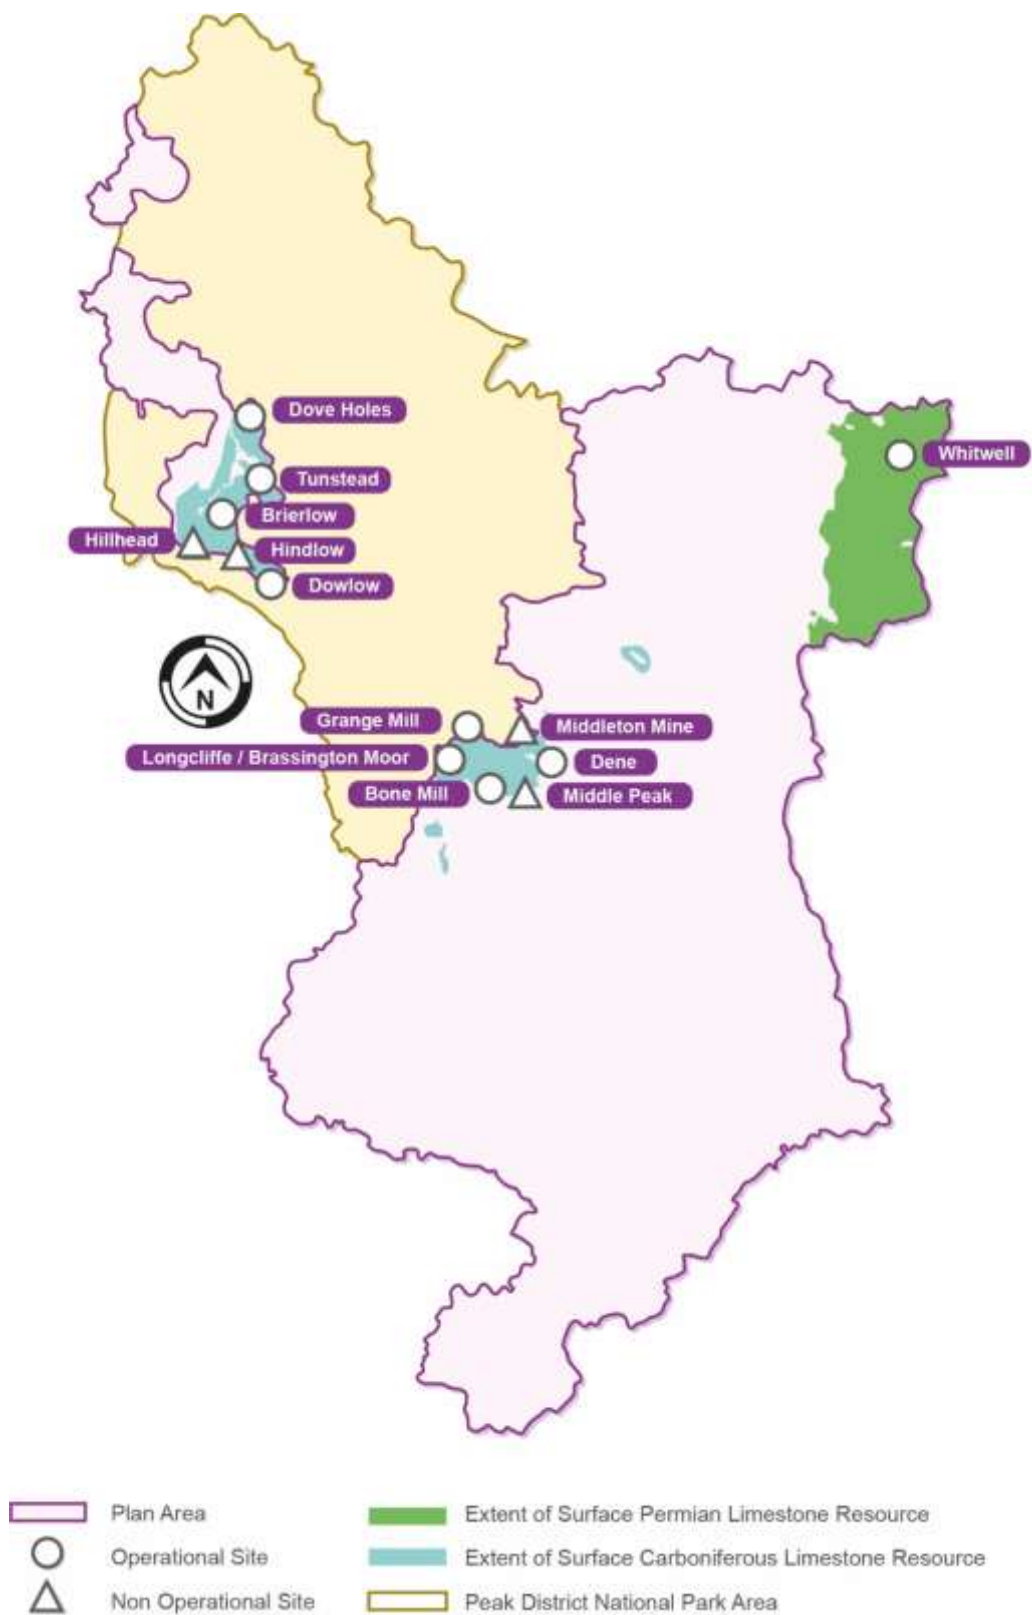 Dove Holes
Whitwell
Tunstead
Brierlow
Hillhead
Hindlow
Dowlow
N
Grange Mill
Middleton Mine
Longcliffe / Brassington Moor
Dene
Bone Mill
Middle Peak
Plan Area
Extent of Surface Permian Limestone Resource
Operational Site
Extent of Surface Carboniferous Limestone Resource
Non Operational Site
Peak District National Park Area